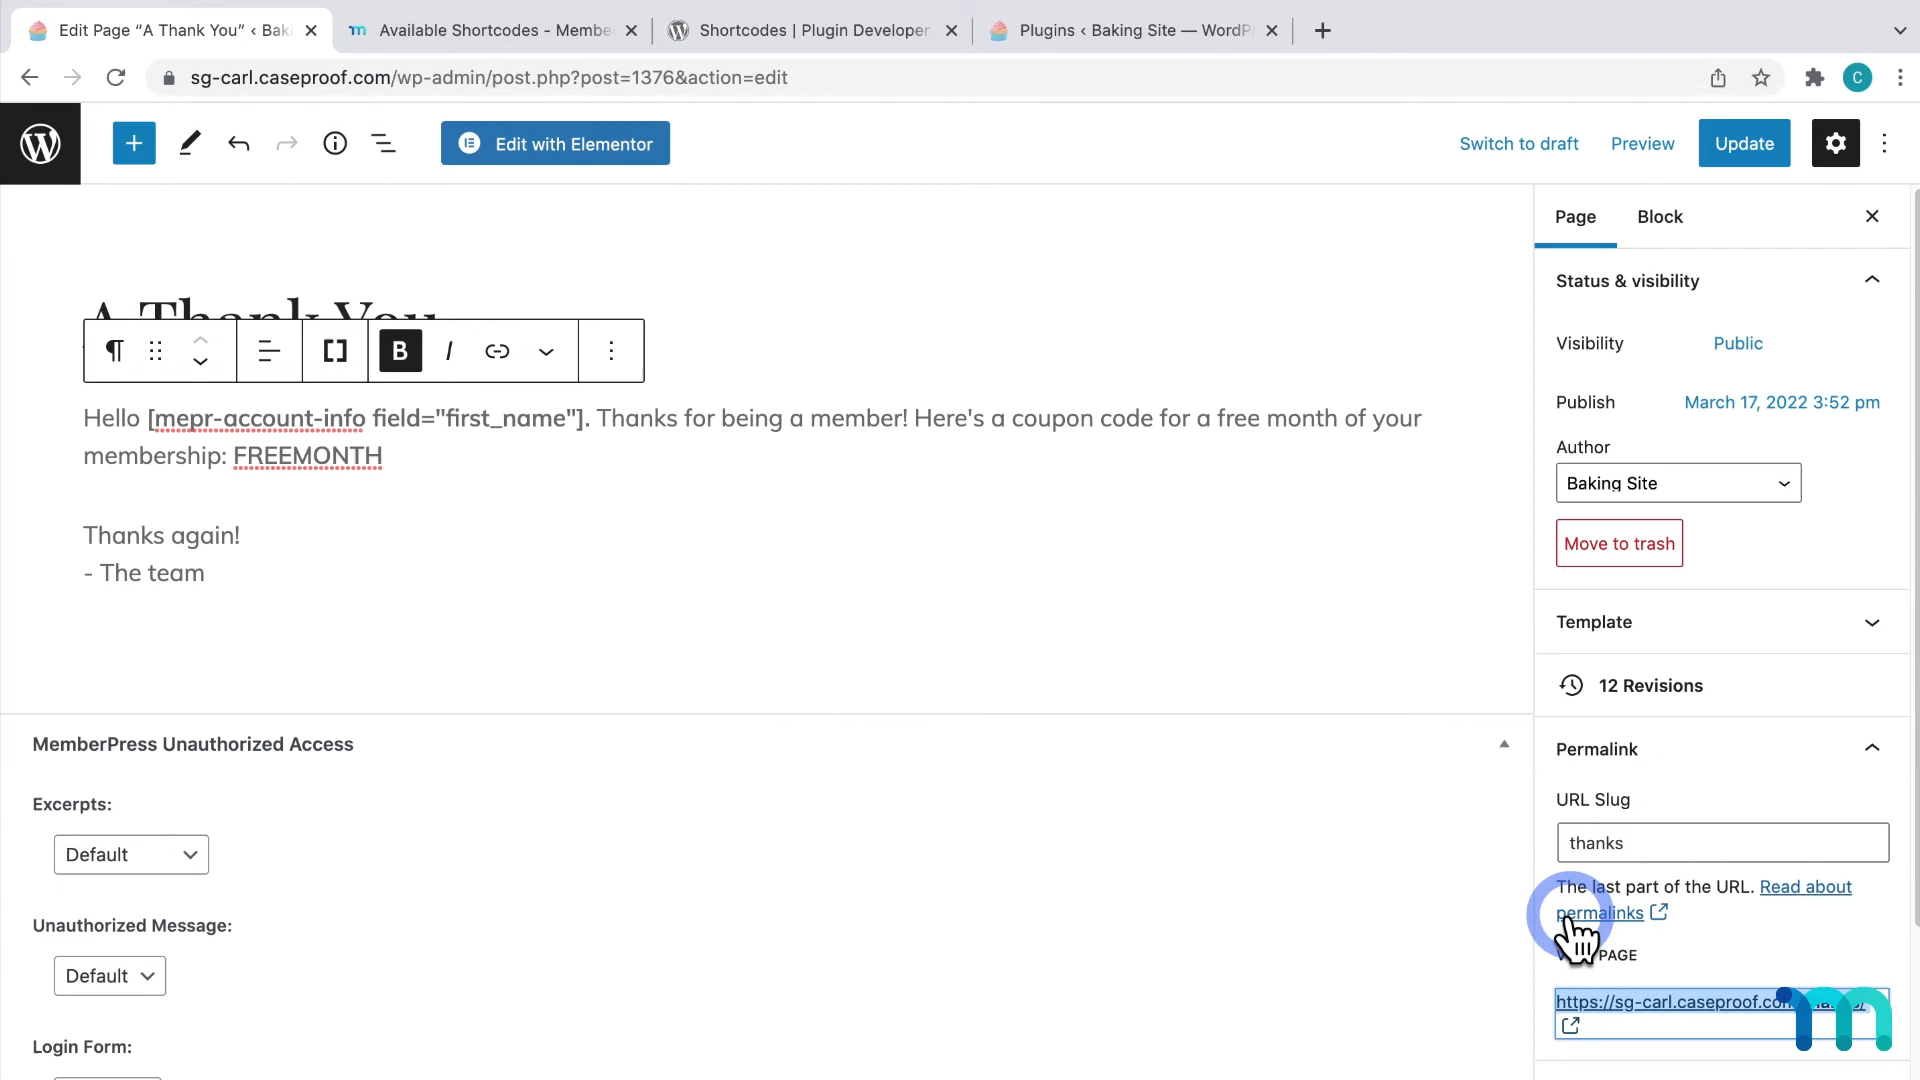 Edit Page “A Thank You” ‹ Baki
Available Shortcodes - Membe
Shortcodes | Plugin Developer
Plugins ‹ Baking Site — WordP
sg-carl.caseproof.com/wp-admin/post.php?post=1376&action=edit
C
Edit with Elementor
Switch to draft
Preview
Update
Page
Block
A Thank You
B
I
Hello [mepr-account-info field="first_name"]. Thanks for being a member! Here's a coupon code for a free month of your
membership: FREEMONTH
Thanks again!
- The team
MemberPress Unauthorized Access
Excerpts:
Default
Unauthorized Message:
Default
Login Form:
Status & visibility
Visibility
Public
Publish
March 17, 2022 3:52 pm
Author
Baking Site
Move to trash
Template
12 Revisions
Permalink
URL Slug
thanks
The last part of the URL. Read about
permalinks
PAGE
https://sg-carl.caseproof.com